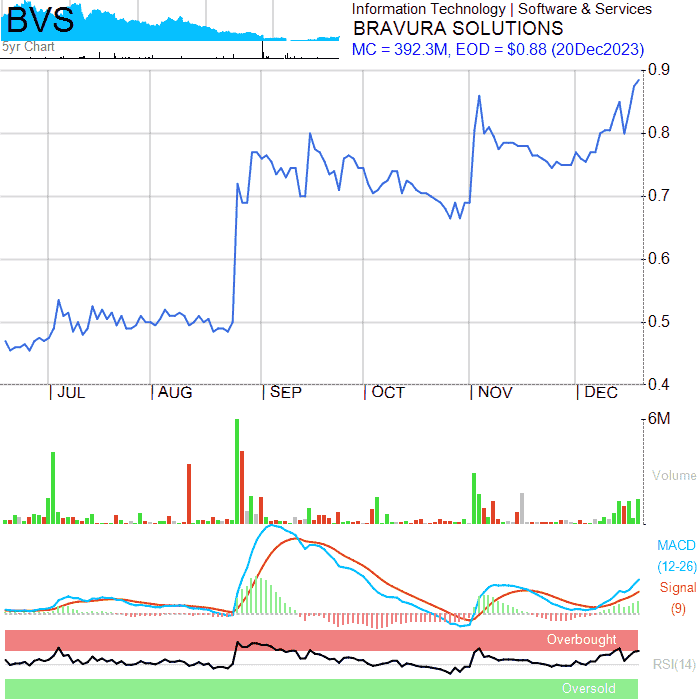 BVS
5yr Chart
Information Technology | Software & Services
BRAVURA SOLUTIONS
MC = 392.3M, EOD = $0.88 (20Dec2023)
0.9
0.8
0.7
0.6
0.5
0.4
JUL AUG SEP OCT NOV DEC
6M
Volume
MACD
(12-26)
Signal
(9)
Overbought
RSI(14)
Oversold